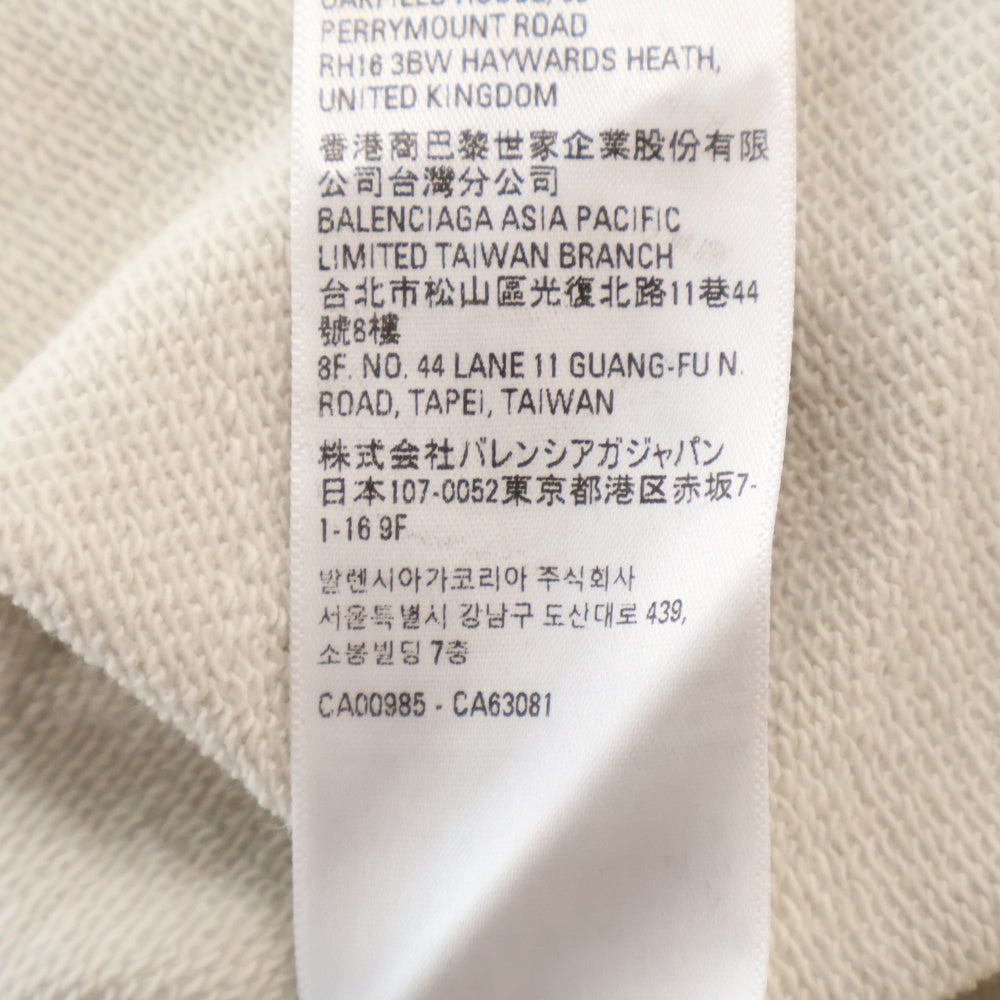 PERRYMOUNT ROAD
RH16 3BW HAYWARDS HEATH,
UNITED KINGDOM
香港商巴黎世家企業股份有限
公司台灣分公司
BALENCIAGA ASIA PACIFIC
LIMITED TAIWAN BRANCH
台北市松山區光復北路11巷44
號8樓
8F. NO. 44 LANE 11 GUANG-FU N.
ROAD, TAPEI, TAIWAN
株式会社バレンシアガジャパン
日本107-0052東京都港区赤坂7-
1-16 9F
발렌시아가코리아 주식회사
서울특별시 강남구 도산대로 439,
소봉빌딩 7층
CA00985 - CA63081